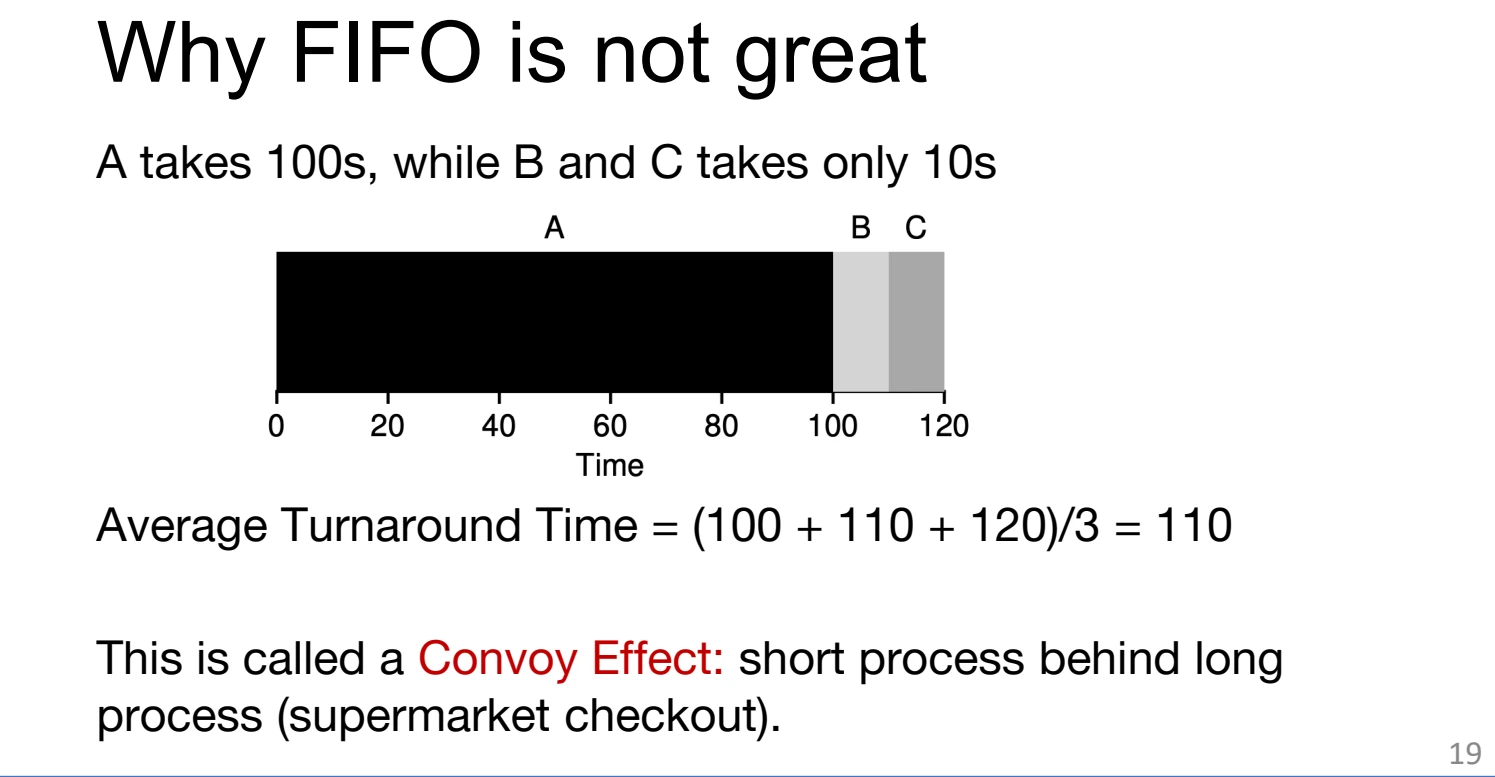 Why FIFO is not great
A takes 100s, while B and C takes only 10s
A B C
0 20 40 60 80 100 120
Time
Average Turnaround Time = (100 + 110 + 120)/3 = 110
This is called a Convoy Effect: short process behind long
process (supermarket checkout).
19